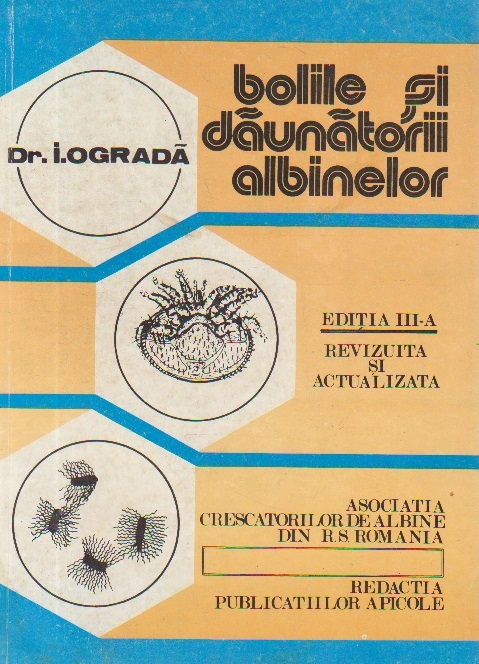 bolile și
dăunătorii
albinelor
Dr. I.OGRADĂ
EDIȚIA III-A
REVIZUITA
ȘI
ACTUALIZATA
ASOCIATIA
CRESCATORILOR DE ALBINE
DIN R.S ROMANIA
REDACTIA
PUBLICATIILOR APICOLE